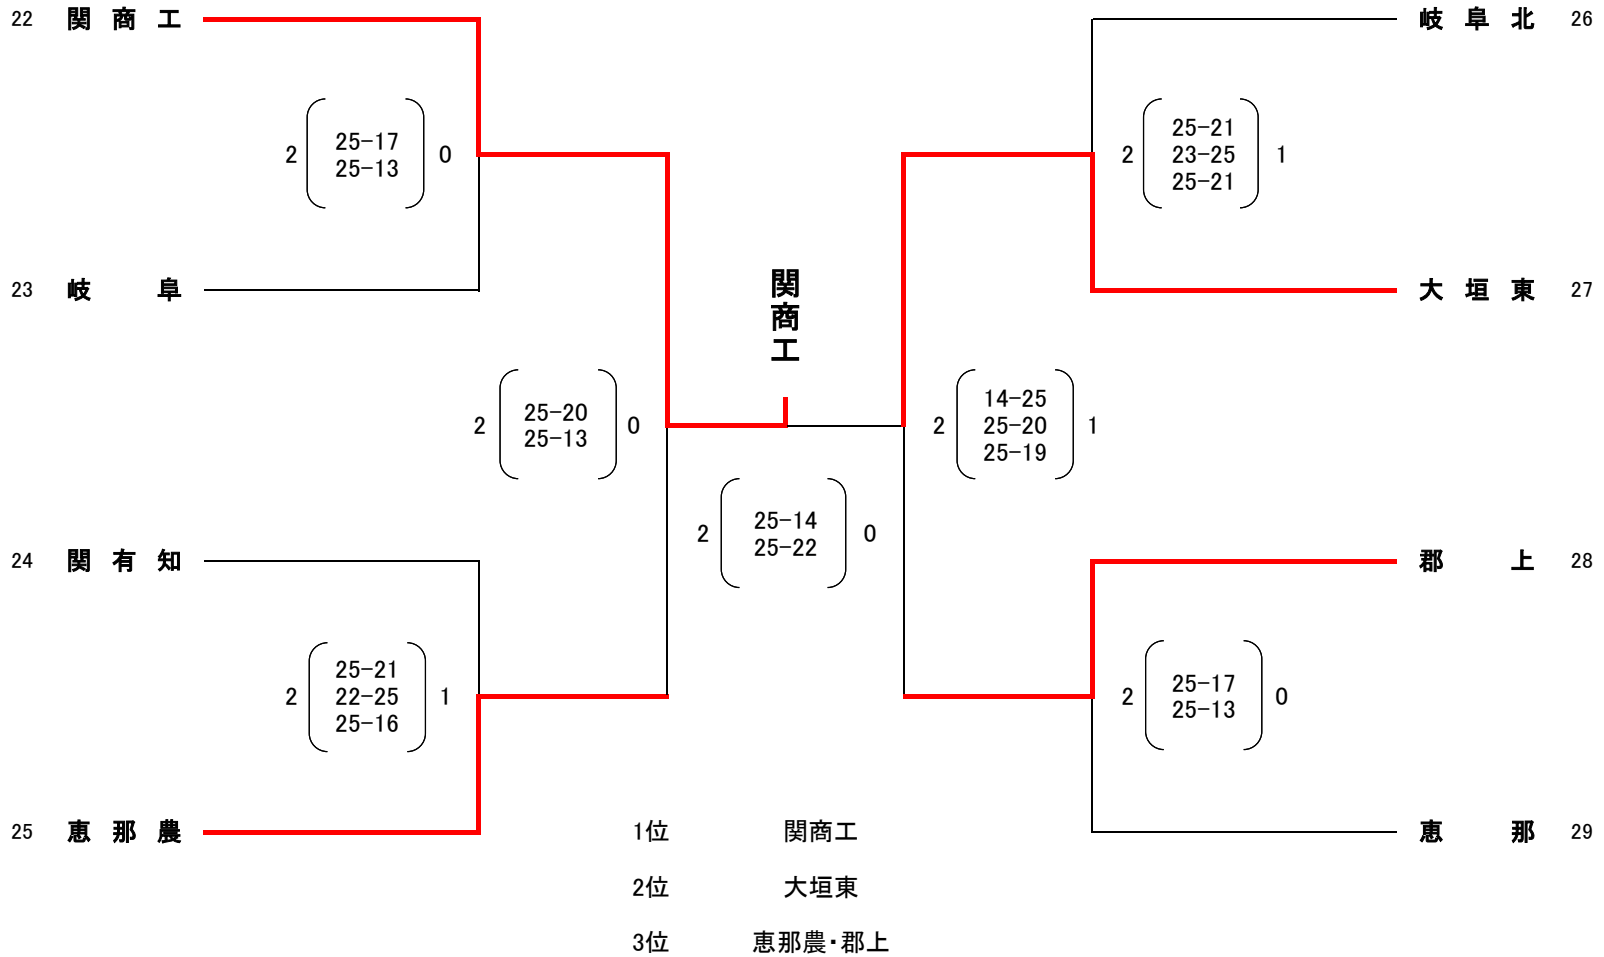 22 関商工
岐阜北 26
2 25-17 0
25-13
2 25-21 1
23-25
25-21
23 岐阜
大垣東 27
関商工
2 25-20 0
25-13
2 14-25 1
25-20
25-19
2 25-14 0
25-22
24 関有知
郡上 28
2 25-21 1
22-25
25-16
2 25-17 0
25-13
25 恵那農
恵那 29
1位 関商工
2位 大垣東
3位 恵那農・郡上